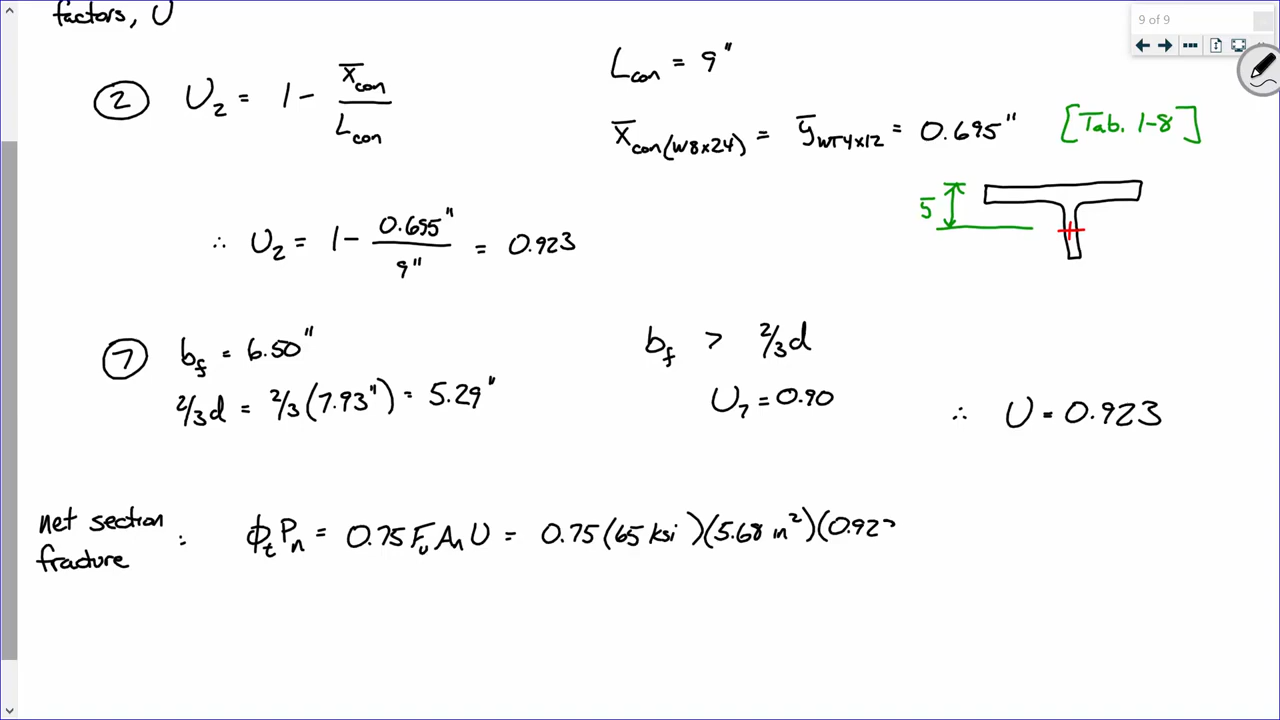 factors, U
9 of 9
② U₂ = 1 - x̄con / Lcon
Lcon = 9"
x̄con(W8x24) = ȳWT4x12 = 0.695" [Tab. 1-8]
ȳ
∴ U₂ = 1 - 0.695" / 9" = 0.923
⑦ bf = 6.50"
2/3d = 2/3(7.93") = 5.29"
bf > 2/3d
U₇ = 0.90
∴ U = 0.923
net section fracture : ϕtPn = 0.75FuAnU = 0.75(65 ksi)(5.68 in²)(0.92